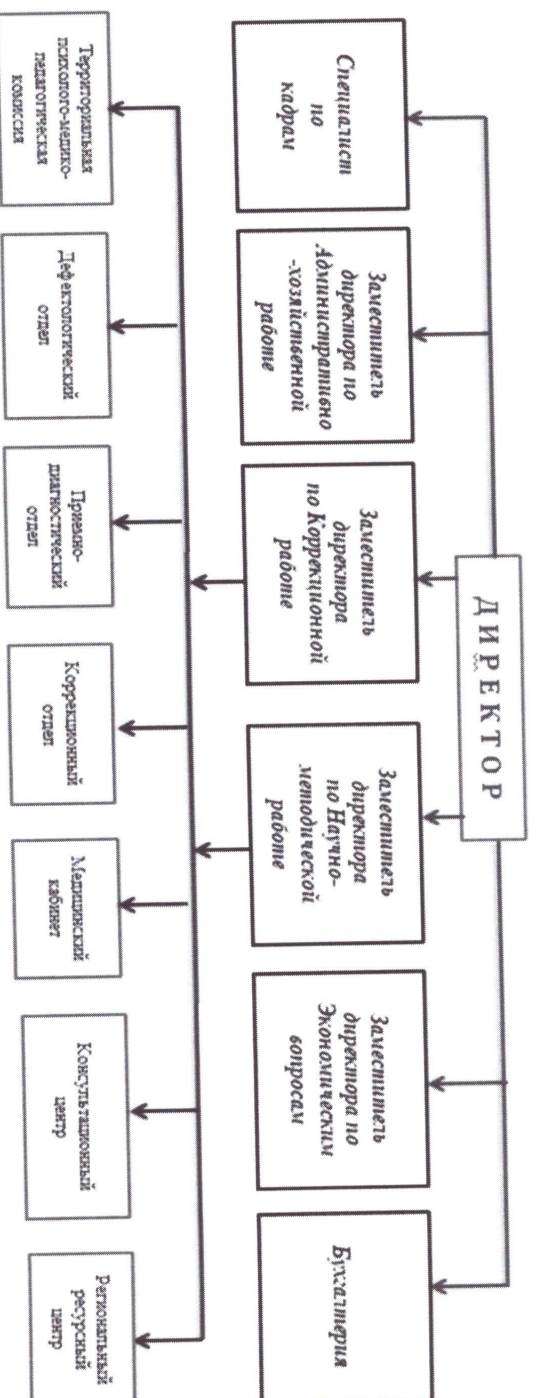 ДИРЕКТОР
Специалист
по
кадрам
Заместитель
директора по
Административно
-хозяйственной
работе
Заместитель
директора
по Коррекционной
работе
Заместитель
директора
по Научно-
методической
работе
Заместитель
директора по
Экономическим
вопросам
Бухгалтерия
Территориальная
психолого-медико-
педагогическая
комиссия
Дефектологический
отдел
Приемно-
диагностический
отдел
Коррекционный
отдел
Медицинский
кабинет
Консультационный
центр
Региональный
ресурсный
центр